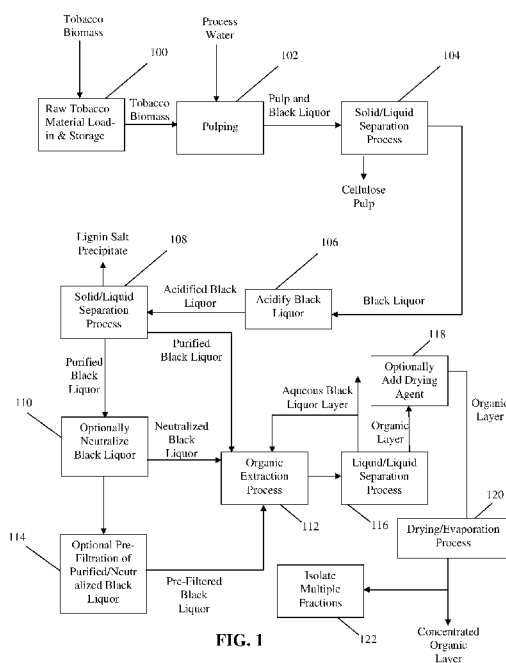 Tobacco
Biomass
Process
Water
100
102
104
Raw Tobacco
Material Load-
in & Storage
Tobacco
Biomass
Pulping
Pulp and
Black Liquor
Solid/Liquid
Separation
Process
Cellulose
Pulp
Lignin Salt
Precipitate
108
106
Solid/Liquid
Separation
Process
Acidified Black
Liquor
Acidify Black
Liquor
Black Liquor
Purified
Black Liquor
118
Purified
Black
Liquor
Optionally
Add Drying
Agent
Aqueous Black
Liquor Layer
Organic
Layer
110
Optionally
Neutralize
Black Liquor
Neutralized
Black
Liquor
Organic
Layer
Organic
Extraction
Process
Liquid/Liquid
Separation
Process
112
116
120
Drying/Evaporation
Process
114
Optional Pre-
Filtration of
Purified/Neutr
alized Black
Liquor
Pre-Filtered
Black
Liquor
Isolate
Multiple
Fractions
122
FIG. 1
Concentrated
Organic
Layer